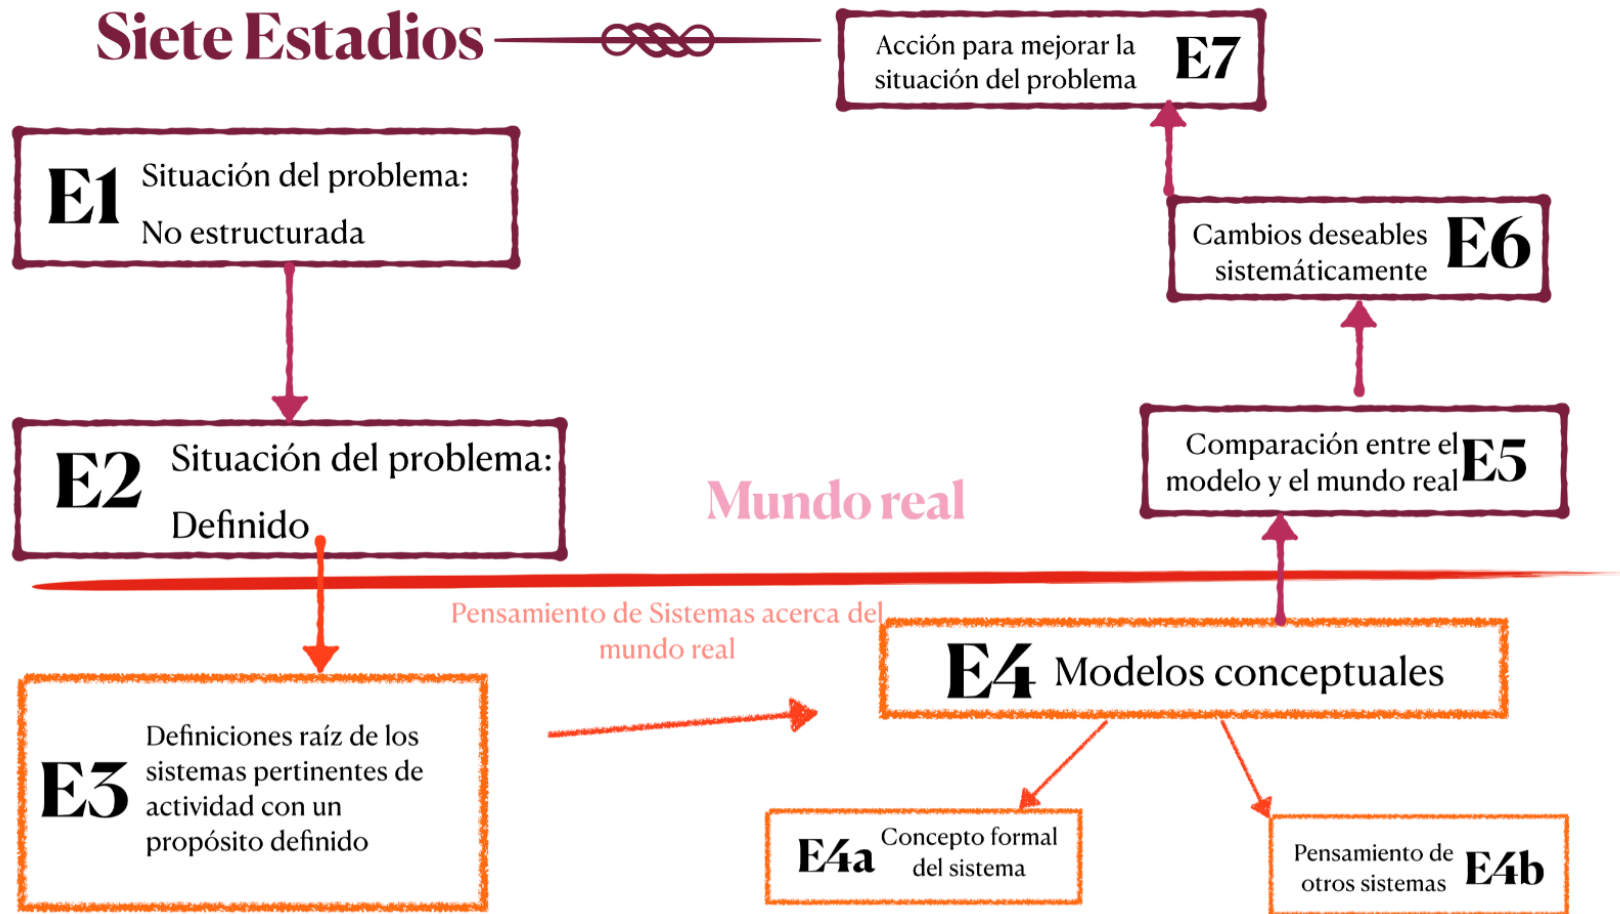 Siete Estadios
Acción para mejorar la
situación del problema
E7
E1
Situación del problema:
No estructurada
Cambios deseables
sistemáticamente
E6
E2
Situación del problema:
Definido
Mundo real
Comparación entre el
modelo y el mundo real
E5
Pensamiento de Sistemas acerca del
mundo real
E4 Modelos conceptuales
E3
Definiciones raíz de los
sistemas pertinentes de
actividad con un
propósito definido
E4a
Concepto formal
del sistema
Pensamiento de
otros sistemas
E4b